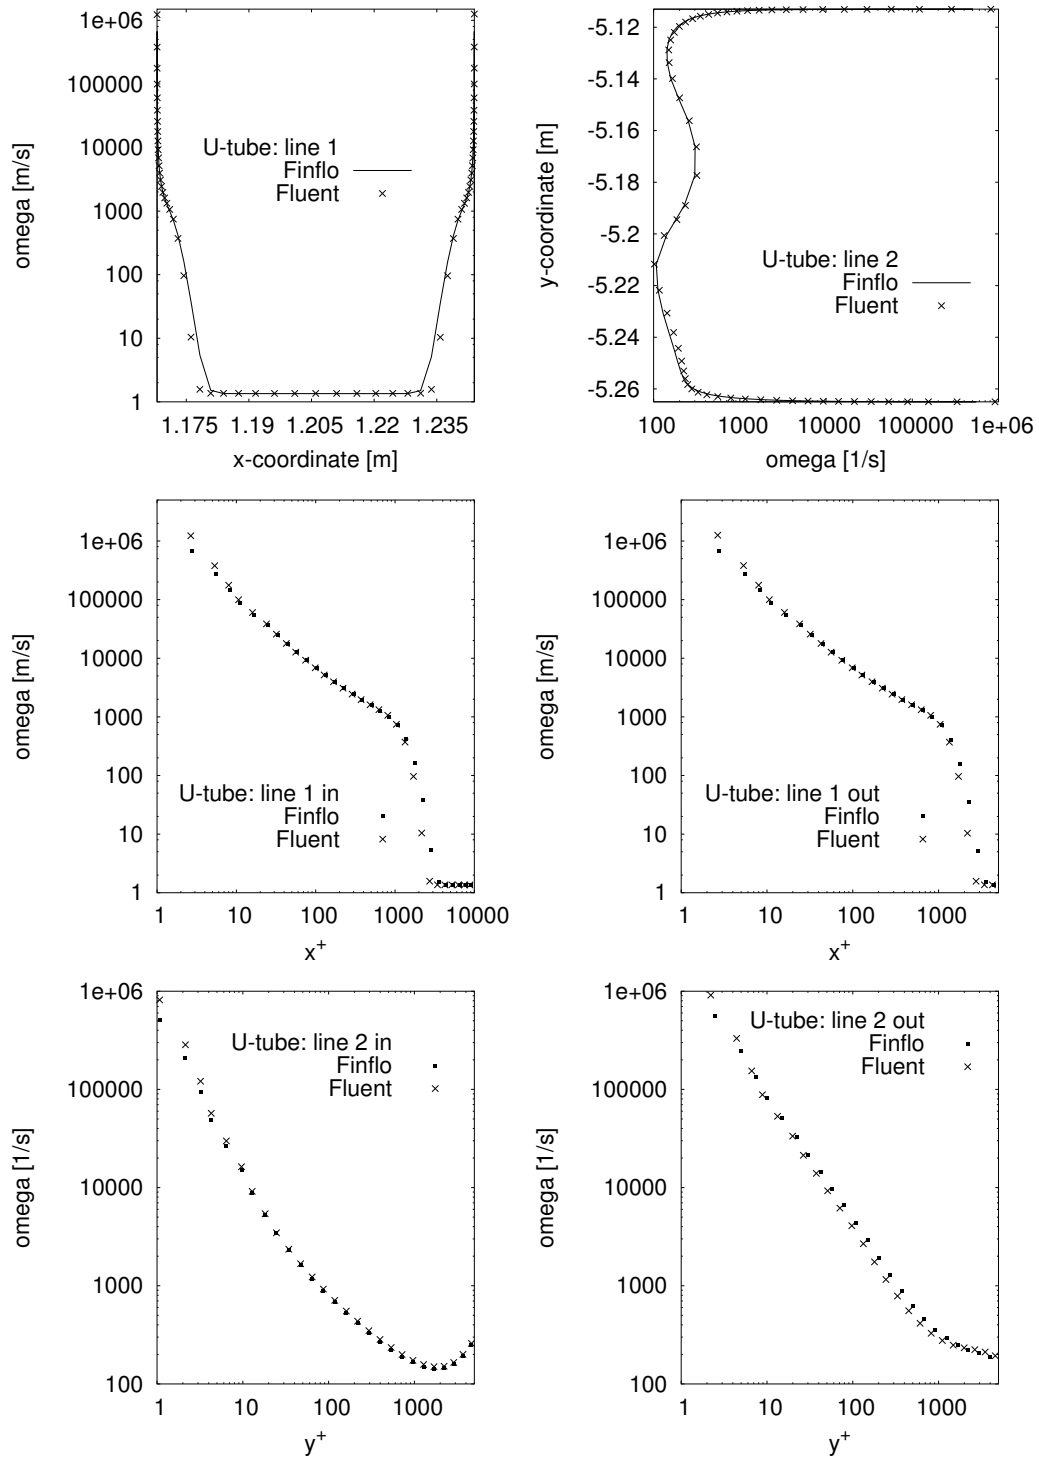 1e+06
100000
10000
1000
100
10
1
omega [m/s]
U-tube: line 1
Finflo
Fluent
1.175 1.19 1.205 1.22 1.235
x-coordinate [m]
-5.12
-5.14
-5.16
-5.18
-5.2
-5.22
-5.24
-5.26
y-coordinate [m]
U-tube: line 2
Finflo
Fluent
100 1000 10000 100000 1e+06
omega [1/s]
1e+06
100000
10000
1000
100
10
1
omega [m/s]
U-tube: line 1 in
Finflo
Fluent
1 10 100 1000 10000
x+
1e+06
100000
10000
1000
100
10
1
omega [m/s]
U-tube: line 1 out
Finflo
Fluent
1 10 100 1000
x+
1e+06
100000
10000
1000
100
omega [1/s]
U-tube: line 2 in
Finflo
Fluent
1 10 100 1000
y+
1e+06
100000
10000
1000
100
omega [1/s]
U-tube: line 2 out
Finflo
Fluent
1 10 100 1000
y+